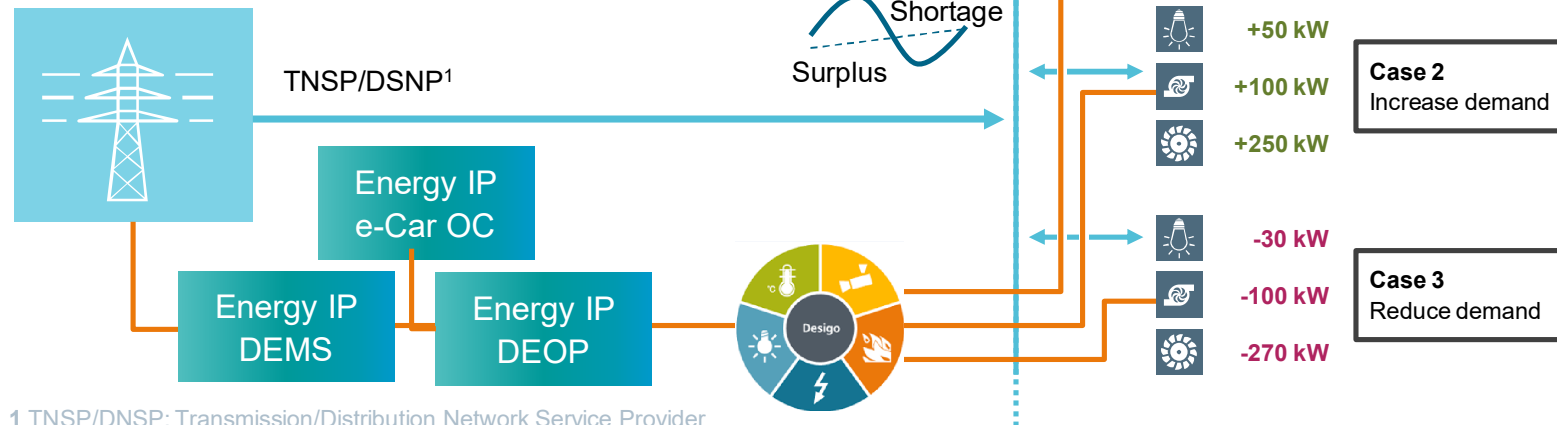 Shortage
Surplus
TNSP/DSNP¹
Energy IP
e-Car OC
Energy IP
DEMS
Energy IP
DEOP
°C
Desigo
+50 kW
+100 kW
+250 kW
Case 2
Increase demand
-30 kW
-100 kW
-270 kW
Case 3
Reduce demand
1 TNSP/DNSP: Transmission/Distribution Network Service Provider